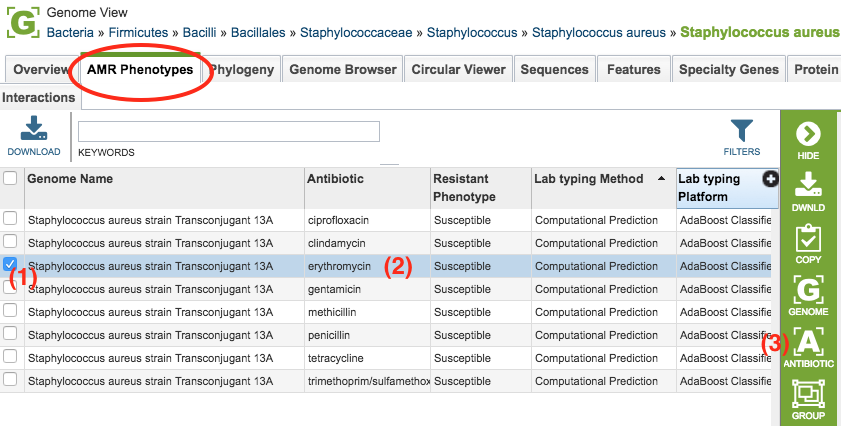 G Genome View
Bacteria » Firmicutes » Bacilli » Bacillales » Staphylococcaceae » Staphylococcus » Staphylococcus aureus » Staphylococcus aureus
Overview AMR Phenotypes Phylogeny Genome Browser Circular Viewer Sequences Features Specialty Genes Protein
Interactions
DOWNLOAD KEYWORDS FILTERS
HIDE
DWNLD
COPY
G
GENOME
(3) A
ANTIBIOTIC
GROUP
Genome Name Antibiotic Resistant Phenotype Lab typing Method Lab typing Platform
Staphylococcus aureus strain Transconjugant 13A ciprofloxacin Susceptible Computational Prediction AdaBoost Classifie
Staphylococcus aureus strain Transconjugant 13A clindamycin Susceptible Computational Prediction AdaBoost Classifie
(1) Staphylococcus aureus strain Transconjugant 13A erythromycin (2) Susceptible Computational Prediction AdaBoost Classifie
Staphylococcus aureus strain Transconjugant 13A gentamicin Susceptible Computational Prediction AdaBoost Classifie
Staphylococcus aureus strain Transconjugant 13A methicillin Susceptible Computational Prediction AdaBoost Classifie
Staphylococcus aureus strain Transconjugant 13A penicillin Susceptible Computational Prediction AdaBoost Classifie
Staphylococcus aureus strain Transconjugant 13A tetracycline Susceptible Computational Prediction AdaBoost Classifie
Staphylococcus aureus strain Transconjugant 13A trimethoprim/sulfamethox Susceptible Computational Prediction AdaBoost Classifie